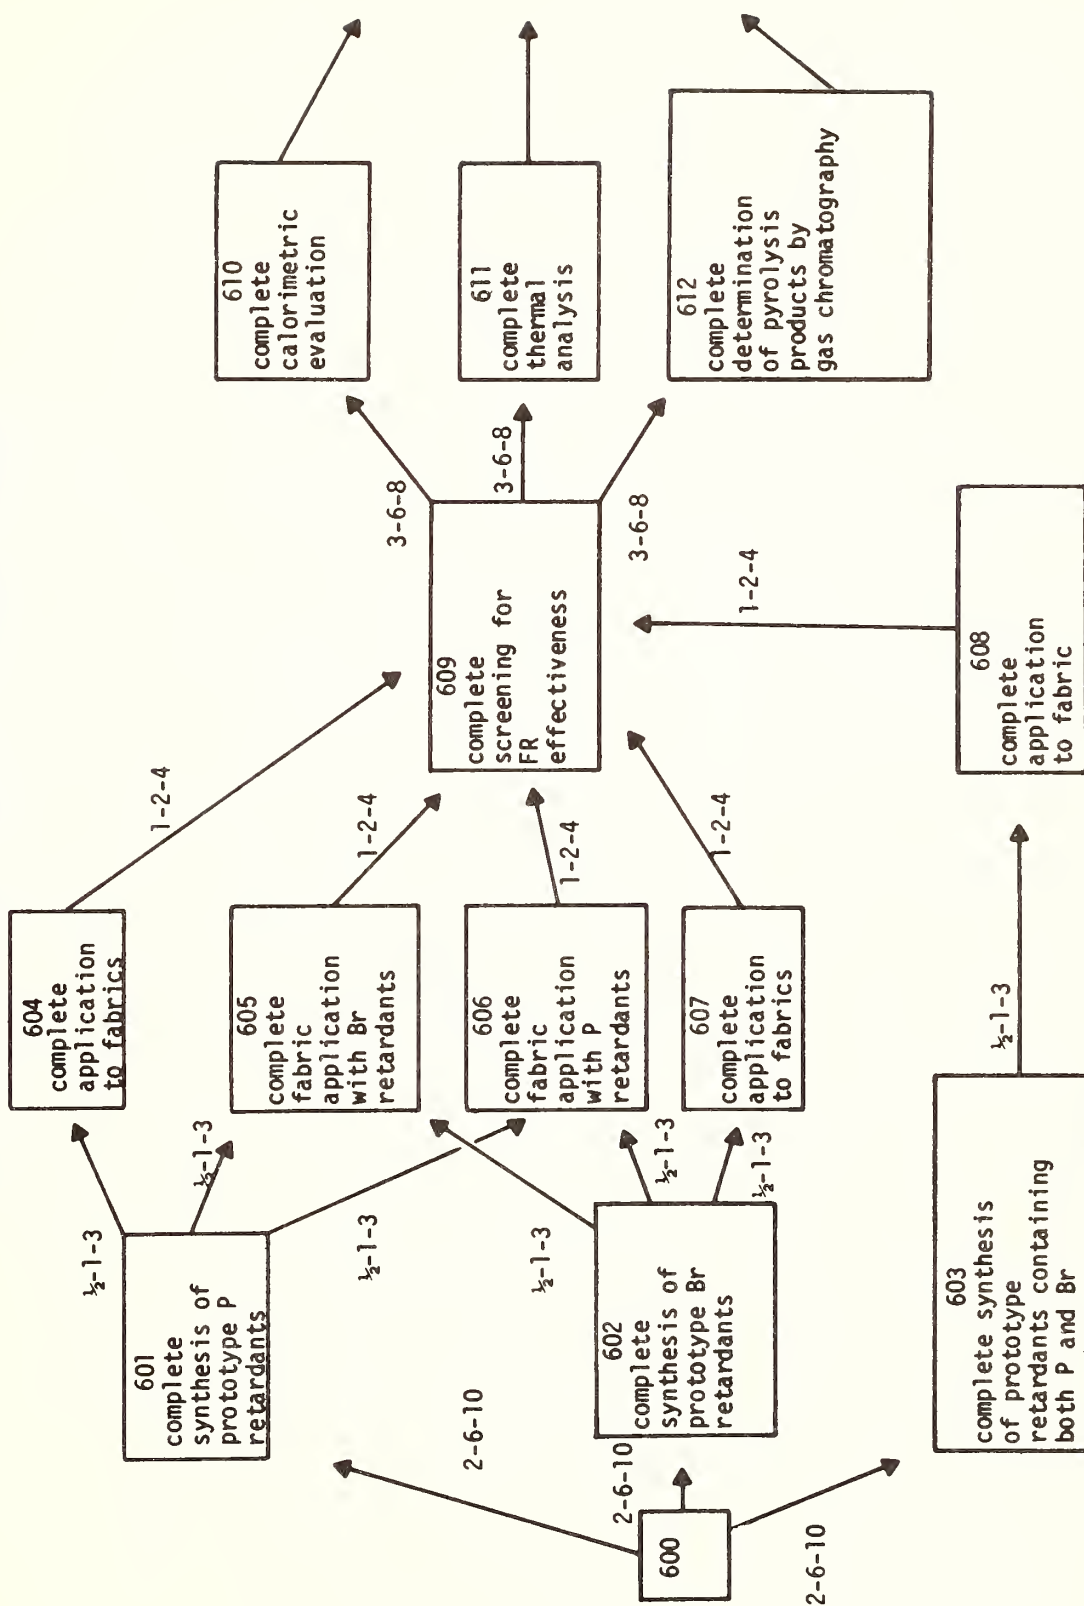 600
2-6-10
2-6-10
2-6-10
601
complete
synthesis of
prototype P
retardants
602
complete
synthesis of
prototype Br
retardants
603
complete synthesis
of prototype
retardants containing
both P and Br
½-1-3
½-1-3
½-1-3
½-1-3
½-1-3
½-1-3
½-1-3
604
complete
application
to fabrics
605
complete
fabric
application
with Br
retardants
606
complete
fabric
application
with P
retardants
607
complete
application
to fabrics
608
complete
application
to fabric
1-2-4
1-2-4
1-2-4
1-2-4
1-2-4
609
complete
screening for
FR
effectiveness
3-6-8
3-6-8
3-6-8
610
complete
calorimetric
evaluation
611
complete
thermal
analysis
612
complete
determination
of pyrolysis
products by
gas chromatography